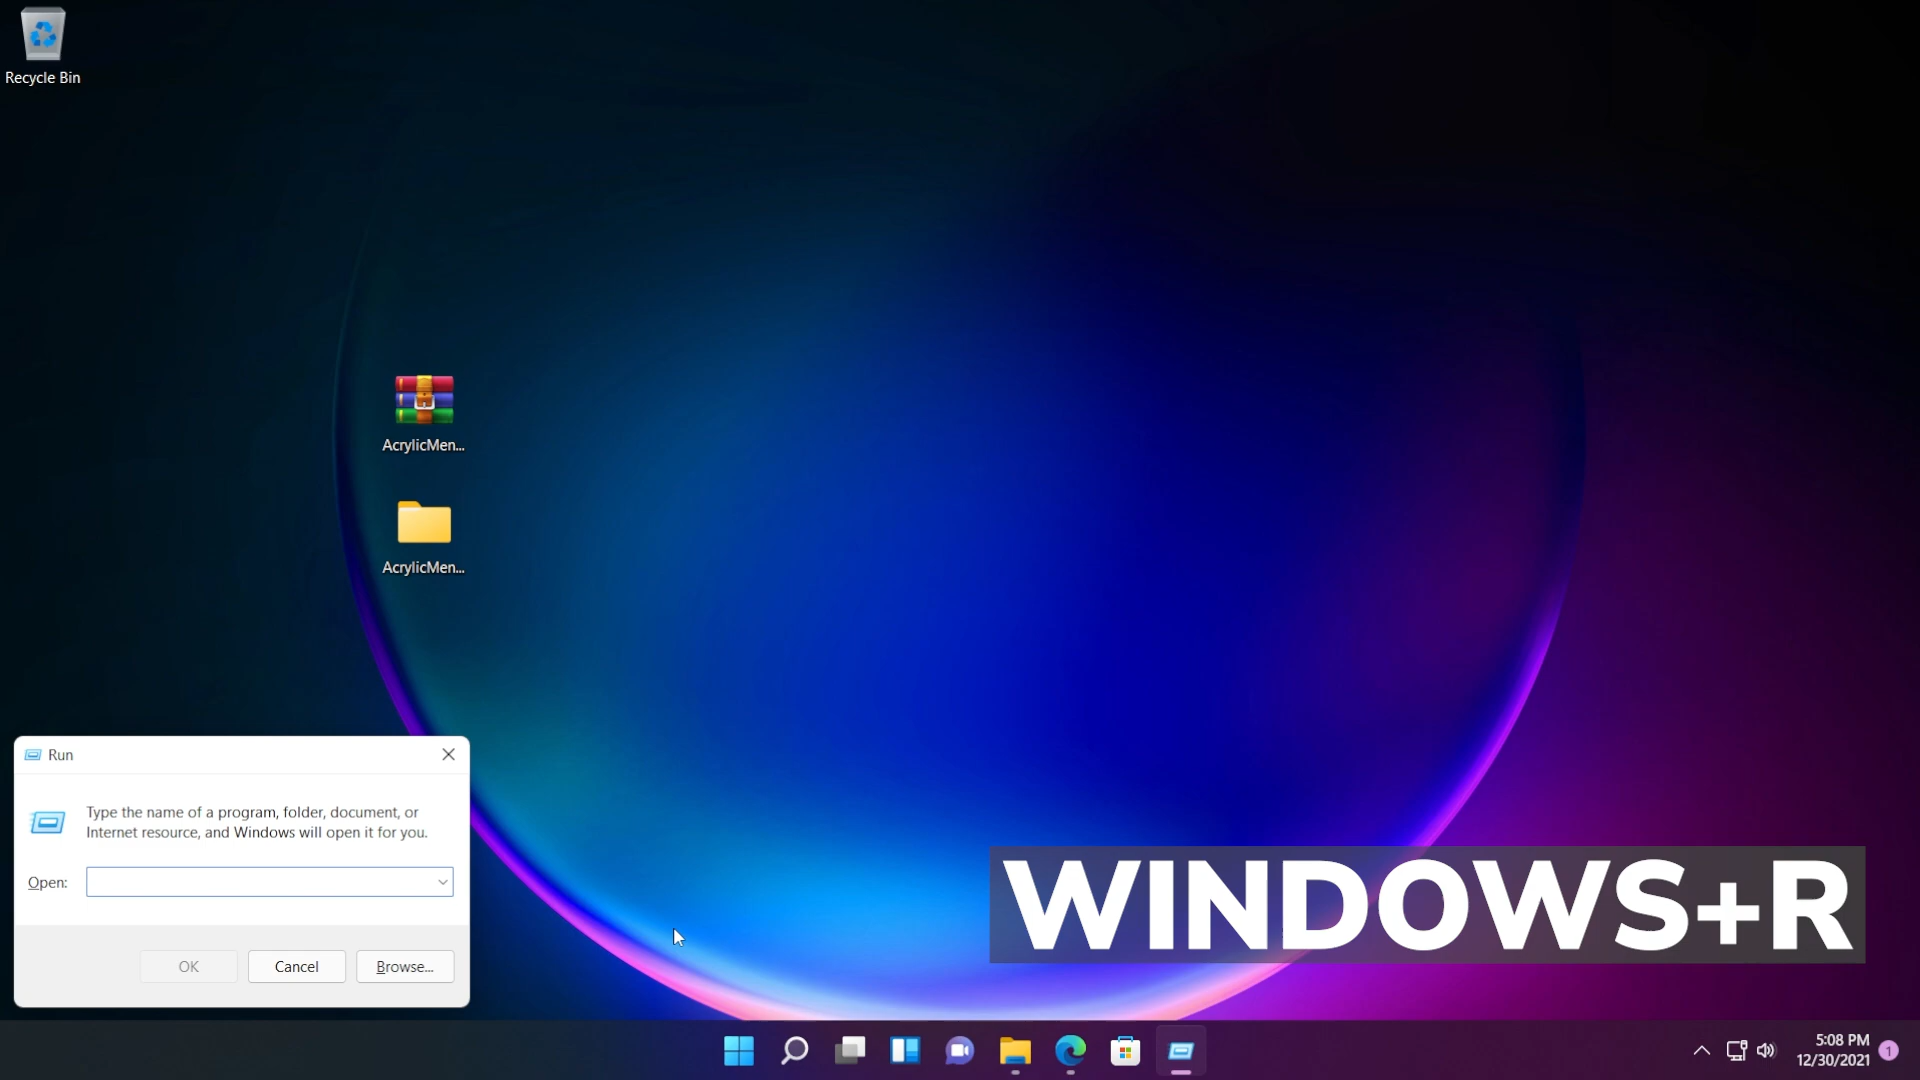 Recycle Bin
AcrylicMen...
AcrylicMen...
Run
Type the name of a program, folder, document, or
Internet resource, and Windows will open it for you.
Open:
OK
Cancel
Browse...
WINDOWS+R
5:08 PM
12/30/2021
1